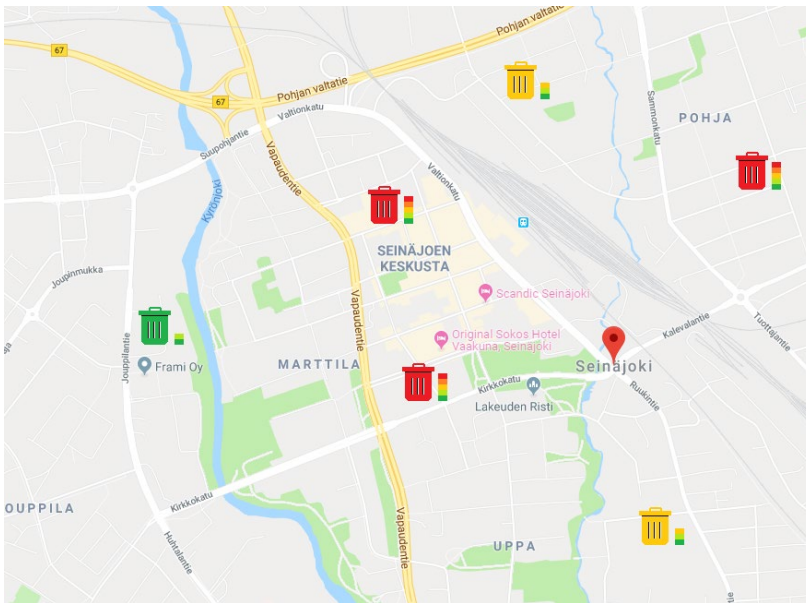 Pohjan valtatie
67
67
Pohjan valtatie
Valtionkatu
Suupohjantie
Vapaudentie
Sammonkatu
POHJA
Valtionkatu
Kyrönjoki
SEINÄJOEN
KESKUSTA
Joupinmukka
Scandic Seinäjoki
Vapaudentie
Kalevalantie
Tuottajantie
Original Sokos Hotel
Vaakuna, Seinäjoki
Jouppilantie
Frami Oy
MARTTILA
Seinäjoki
Kirkkokatu
Lakeuden Risti
Ruukintie
Kirkkokatu
OUPPILA
Vapaudentie
Huhtalantie
UPPA